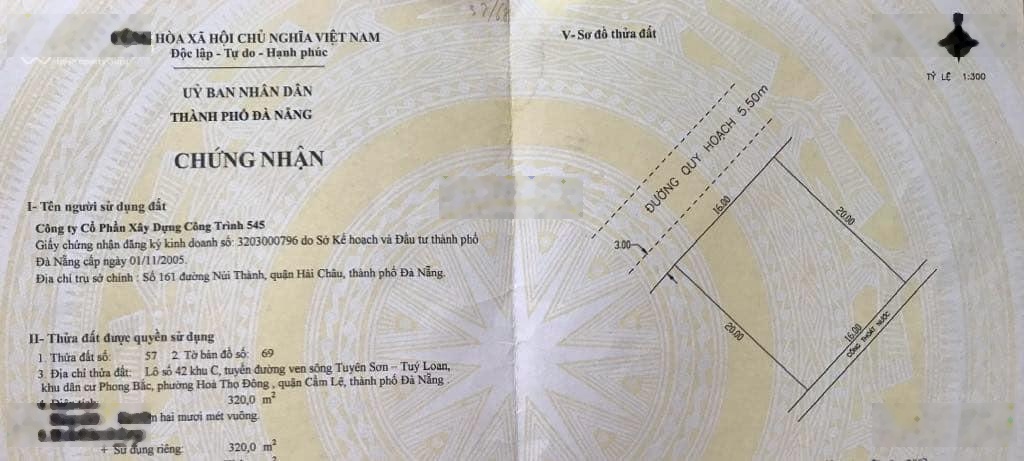 HÒA XÃ HỘI CHỦ NGHĨA VIỆT NAM
Độc lập - Tự do - Hạnh phúc
UỶ BAN NHÂN DÂN
THÀNH PHỐ ĐÀ NẴNG
CHỨNG NHẬN
I- Tên người sử dụng đất
Công ty Cổ Phần Xây Dựng Công Trình 545
Giấy chứng nhận đăng ký kinh doanh số: 3203000796 do Sở Kế hoạch và Đầu tư thành phố
Đà Nẵng cấp ngày 01/11/2005.
Địa chỉ trụ sở chính : Số 161 đường Núi Thành, quận Hải Châu, thành phố Đà Nẵng.
II- Thửa đất được quyền sử dụng
1. Thửa đất số: 57 2. Tờ bản đồ số: 69
3. Địa chỉ thửa đất: Lô số 42 khu C, tuyến đường ven sông Tuyên Sơn – Tuý Loan,
khu dân cư Phong Bắc, phường Hoà Thọ Đông , quận Cẩm Lệ, thành phố Đà Nẵng .
320,0 m²
hai mươi mét vuông.
+ Sử dụng riêng: 320,0 m²
V- Sơ đồ thửa đất
TỶ LỆ 1:300
ĐƯỜNG QUY HOẠCH 5.50m
3.00
16.00
20.00
20.00
16.00
CỐNG THOÁT NƯỚC